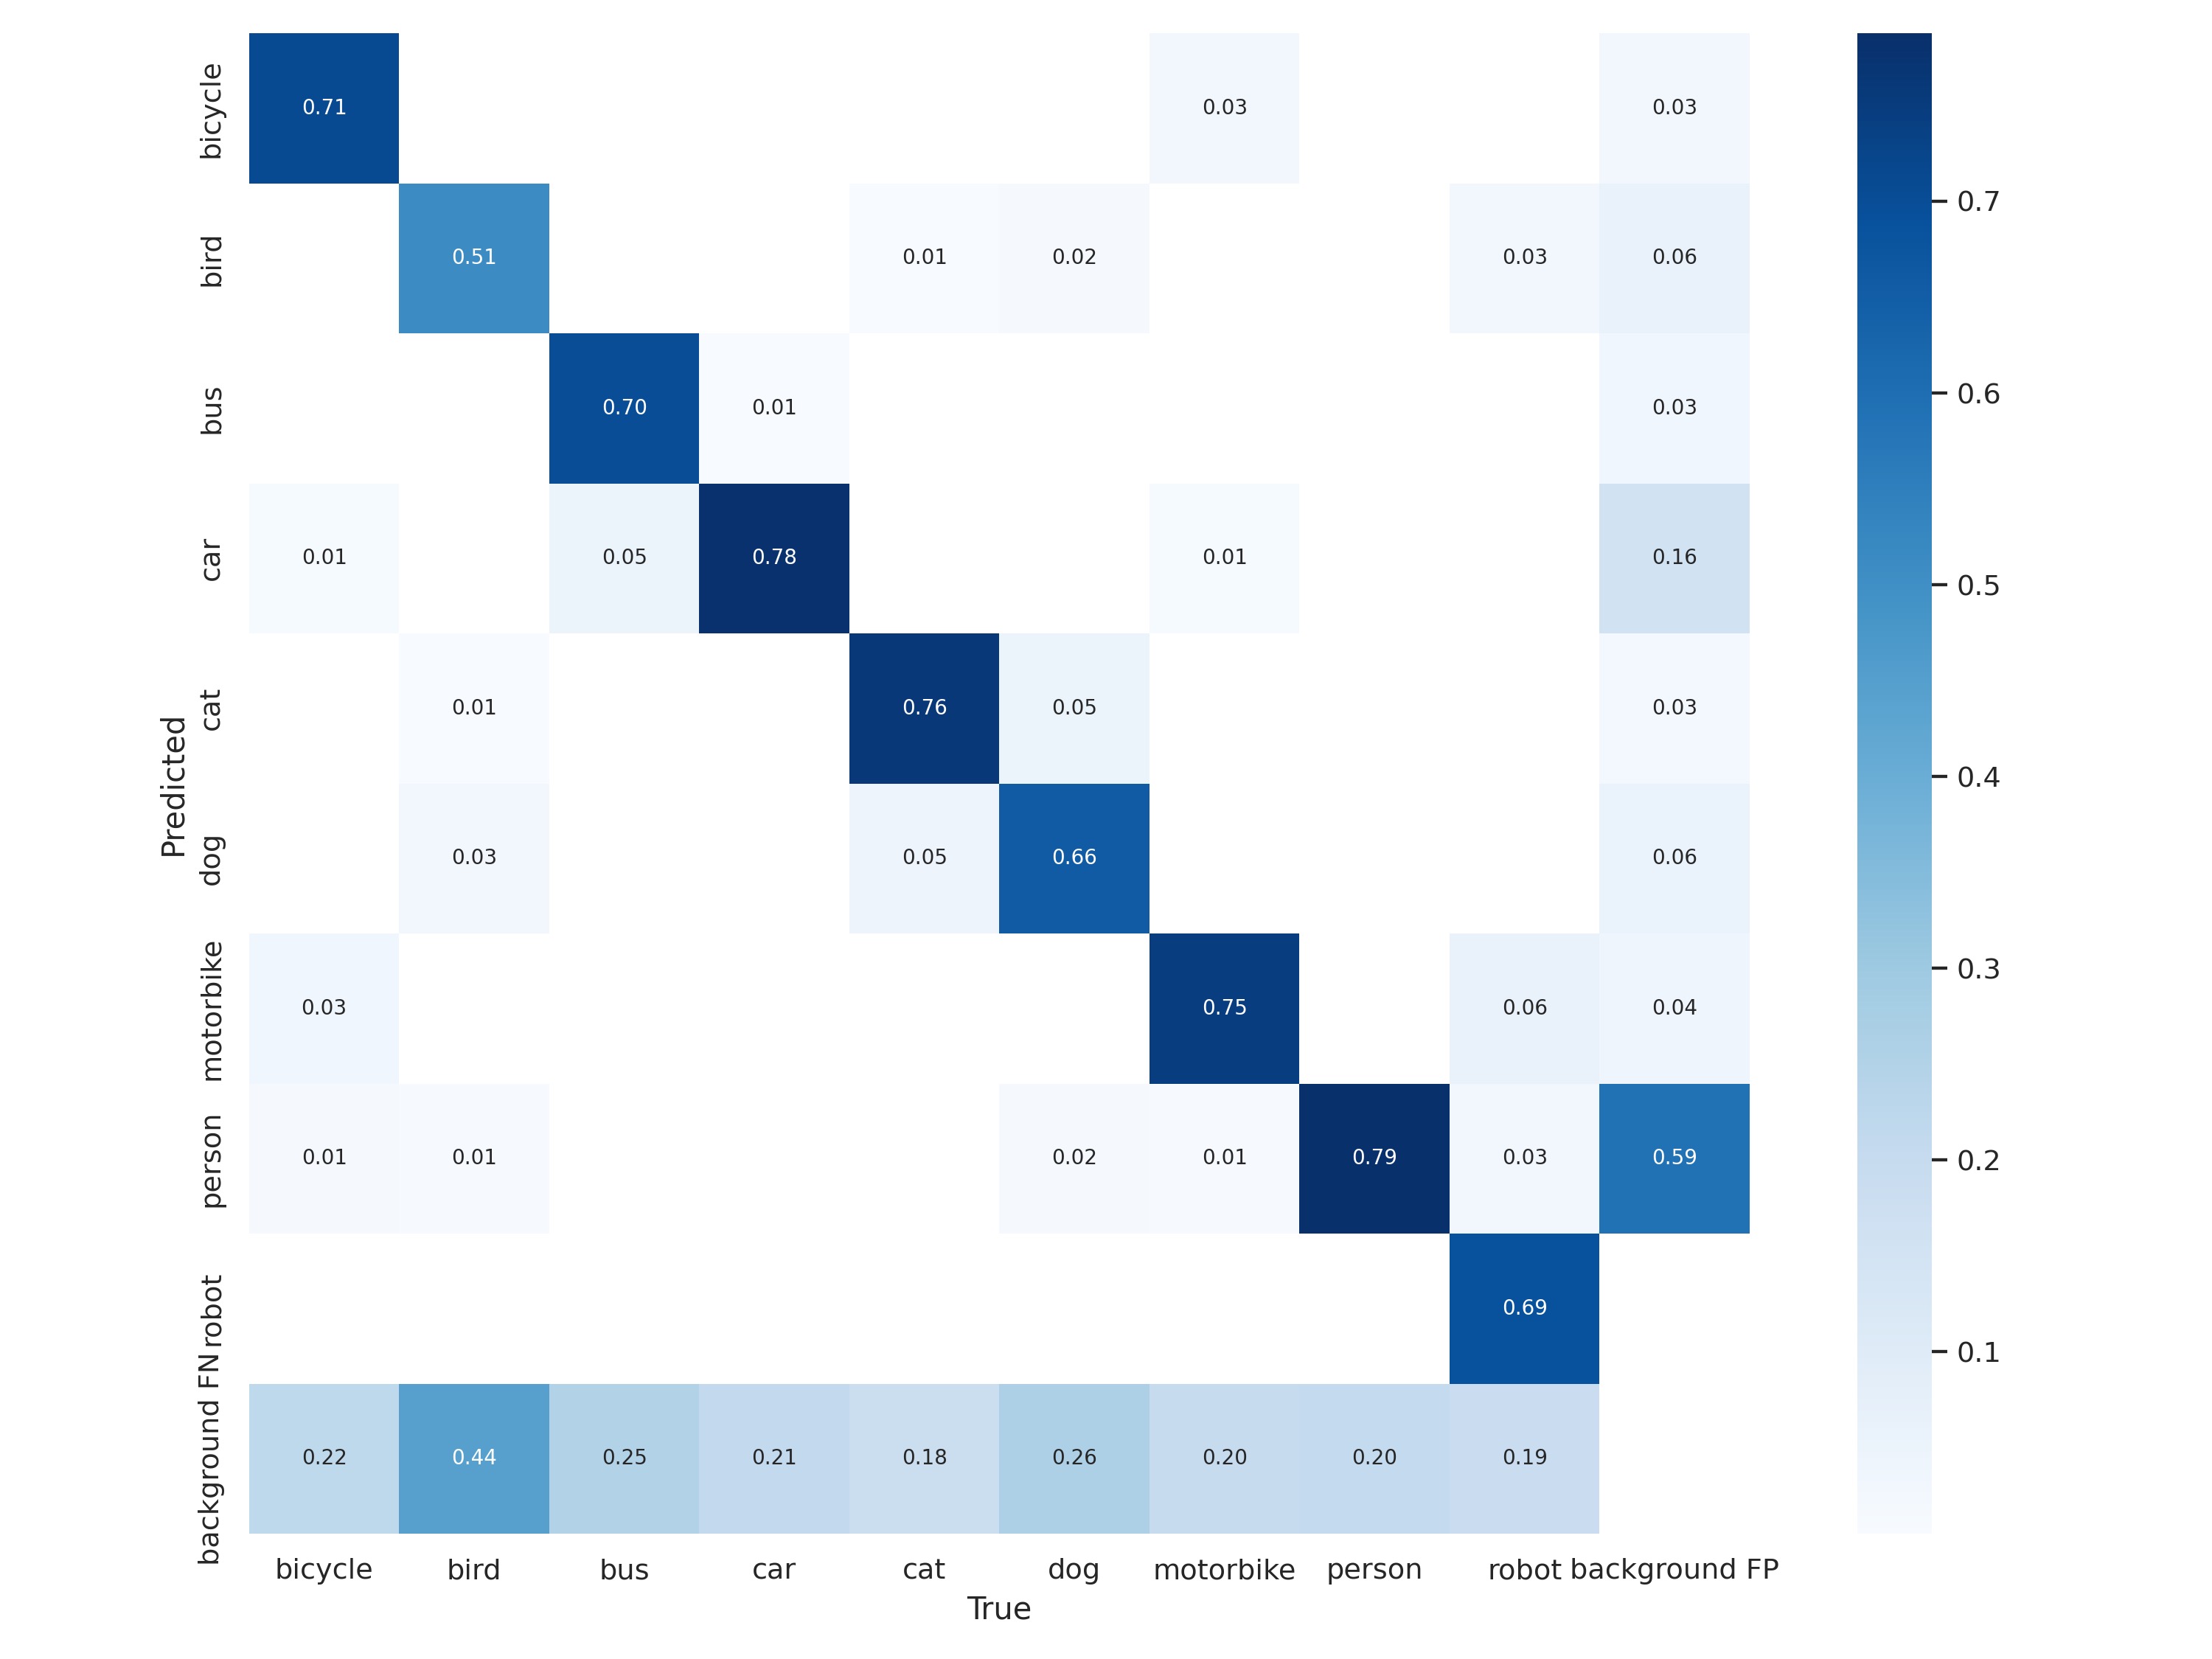 bicycle
0.71
0.03
0.03
bird
0.51
0.01
0.02
0.03
0.06
bus
0.70
0.01
0.03
car
0.01
0.05
0.78
0.01
0.16
cat
0.01
0.76
0.05
0.03
dog
0.03
0.05
0.66
0.06
motorbike
0.03
0.75
0.06
0.04
person
0.01
0.01
0.02
0.01
0.79
0.03
0.59
robot
0.69
background FN
0.22
0.44
0.25
0.21
0.18
0.26
0.20
0.20
0.19
Predicted
bicycle
bird
bus
car
cat
dog
motorbike
person
robot
background FP
True
0.7
0.6
0.5
0.4
0.3
0.2
0.1